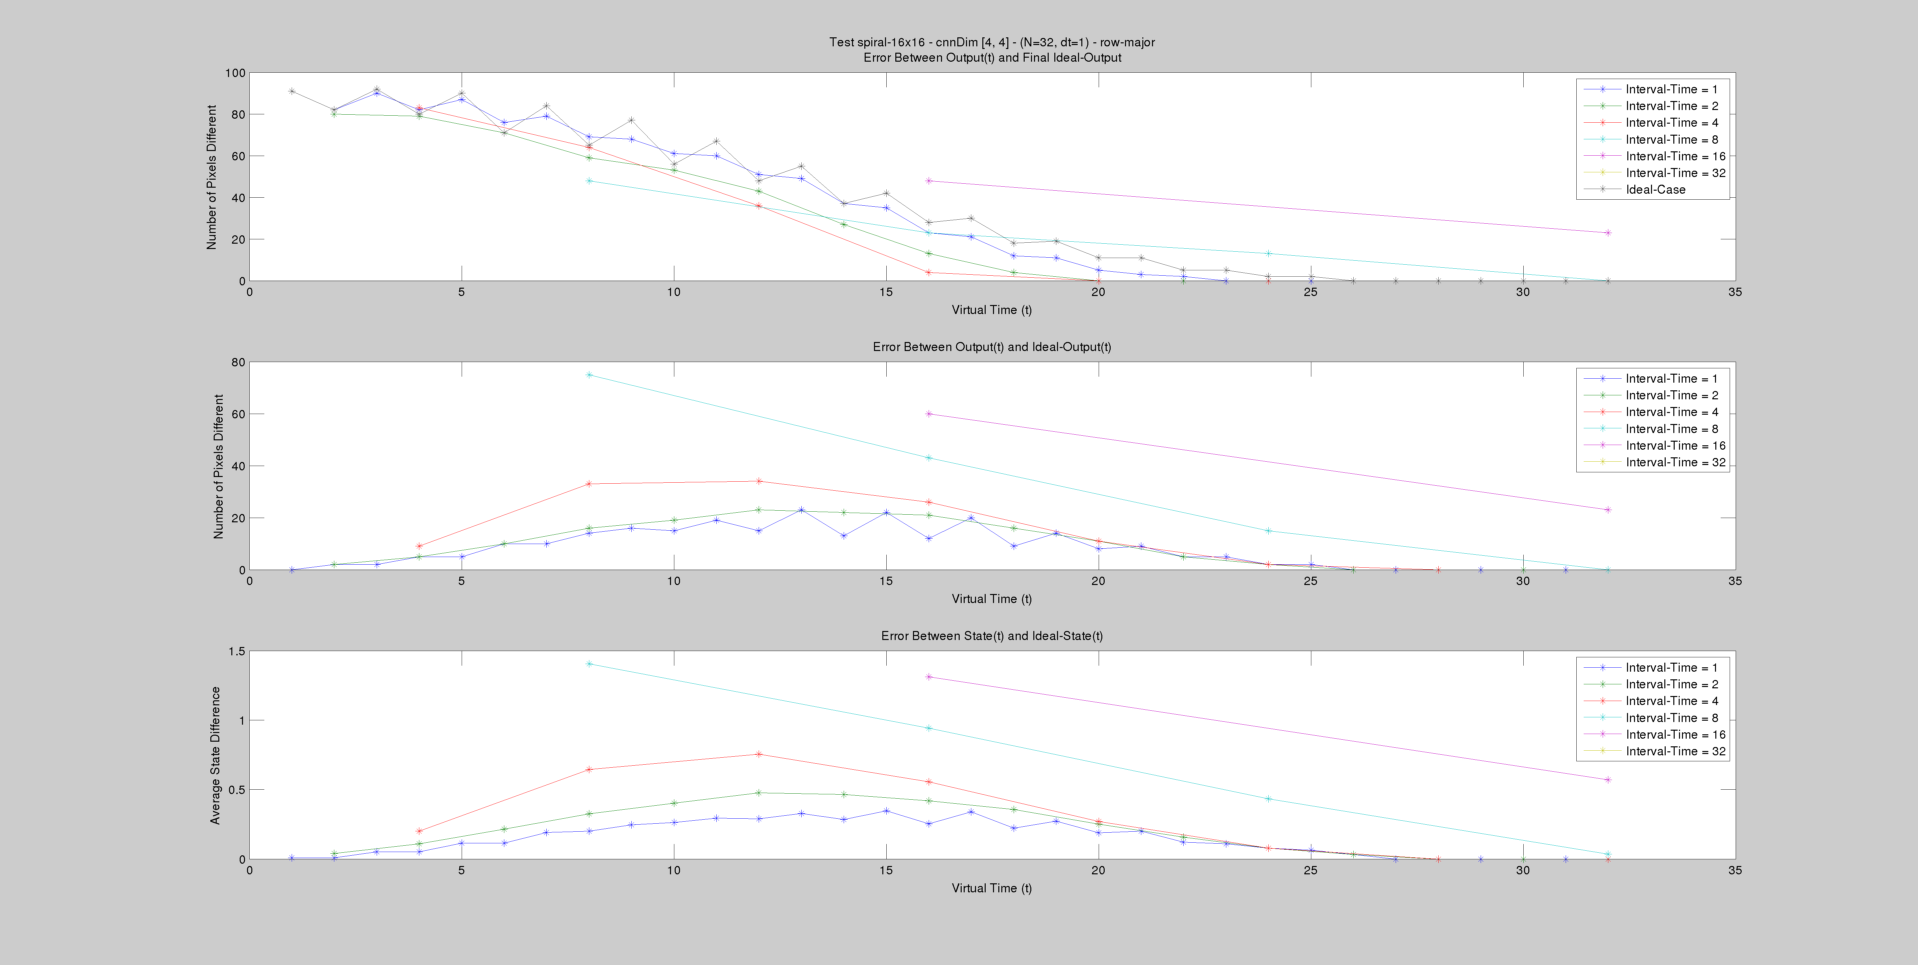 Test spiral-16x16 - cnnDim [4, 4] - (N=32, dt=1) - row-major
Error Between Output(t) and Final Ideal-Output
Number of Pixels Different
100
80
60
40
20
0
0 5 10 15 20 25 30 35
Virtual Time (t)
Interval-Time = 1
Interval-Time = 2
Interval-Time = 4
Interval-Time = 8
Interval-Time = 16
Interval-Time = 32
Ideal-Case
Error Between Output(t) and Ideal-Output(t)
Number of Pixels Different
80
60
40
20
0
0 5 10 15 20 25 30 35
Virtual Time (t)
Interval-Time = 1
Interval-Time = 2
Interval-Time = 4
Interval-Time = 8
Interval-Time = 16
Interval-Time = 32
Error Between State(t) and Ideal-State(t)
Average State Difference
1.5
1
0.5
0
0 5 10 15 20 25 30 35
Virtual Time (t)
Interval-Time = 1
Interval-Time = 2
Interval-Time = 4
Interval-Time = 8
Interval-Time = 16
Interval-Time = 32